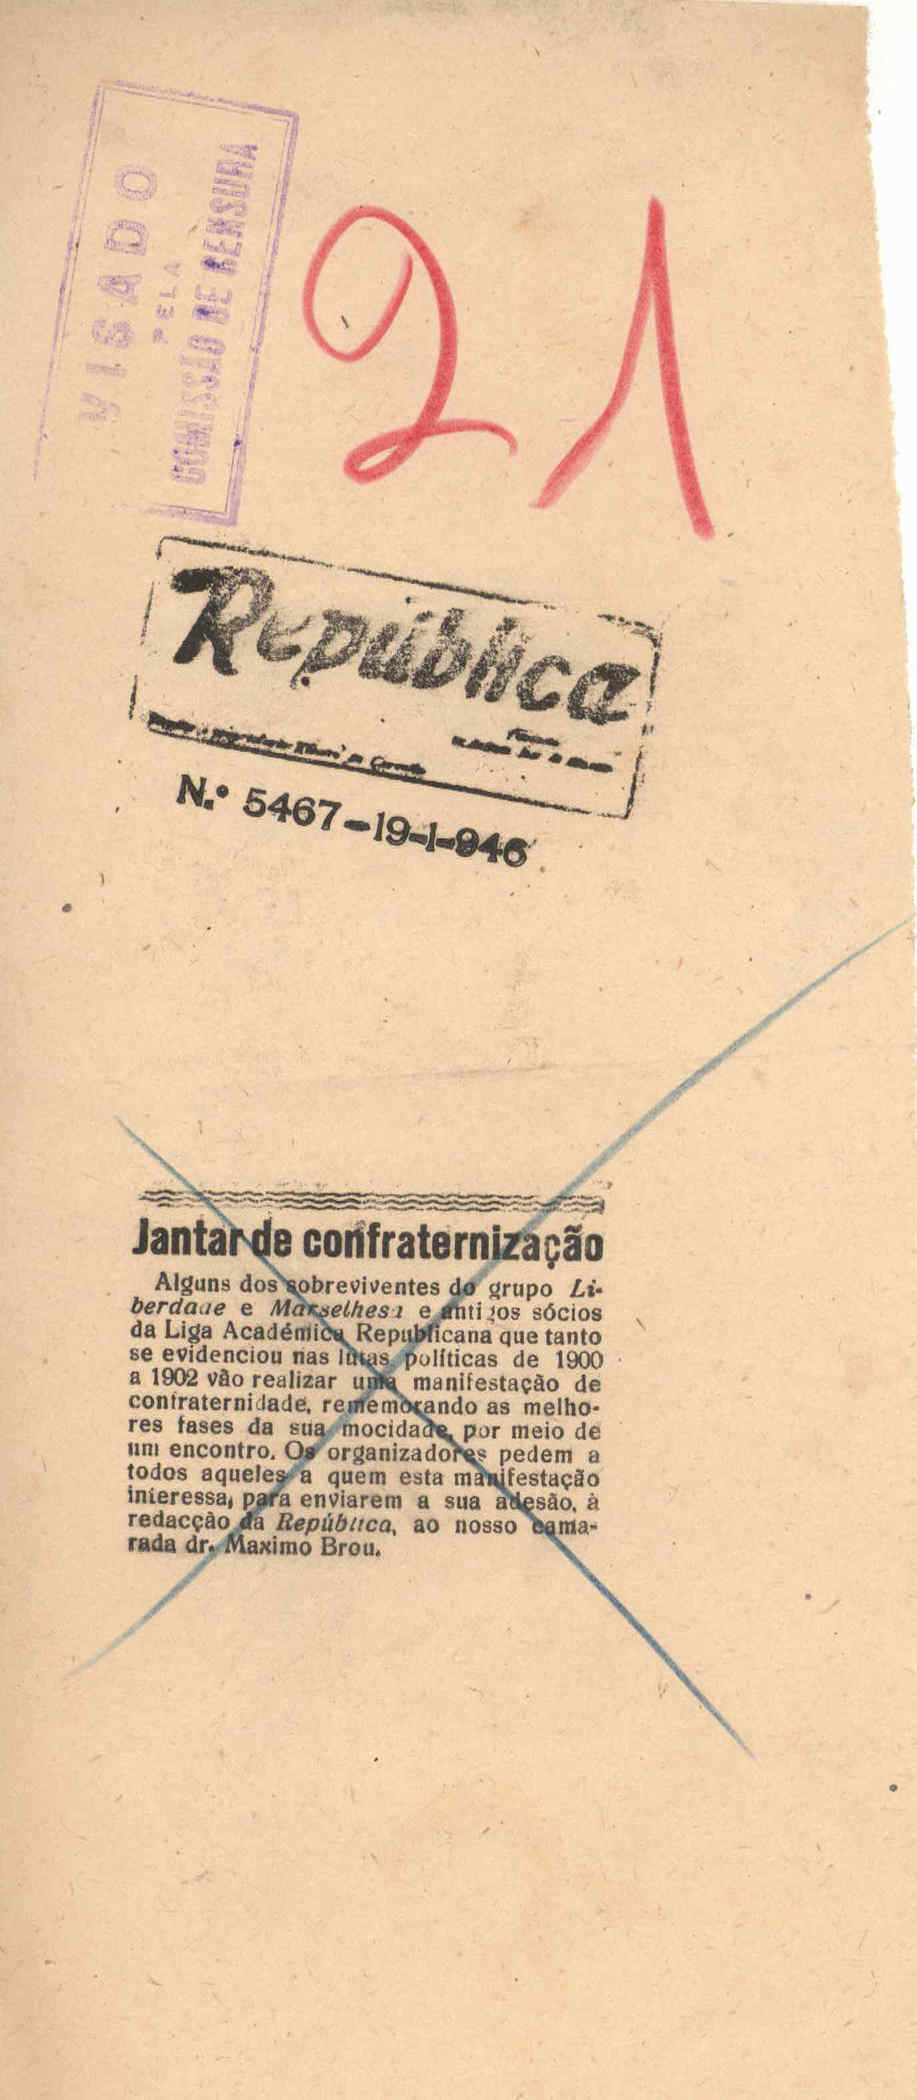 VISADO
PELA
COMISSÃO DE CENSURA
21
República
N.º 5467-19-1-946
Jantar de confraternização
Alguns dos sobreviventes do grupo Li-
berdade e Marselhesa e antigos sócios
da Liga Académica Republicana que tanto
se evidenciou nas lutas políticas de 1900
a 1902 vão realizar uma manifestação de
confraternidade, rememorando as melho-
res fases da sua mocidade, por meio de
um encontro. Os organizadores pedem a
todos aqueles a quem esta manifestação
interessa, para enviarem a sua adesão, à
redacção da República, ao nosso cama-
rada dr. Maximo Brou.